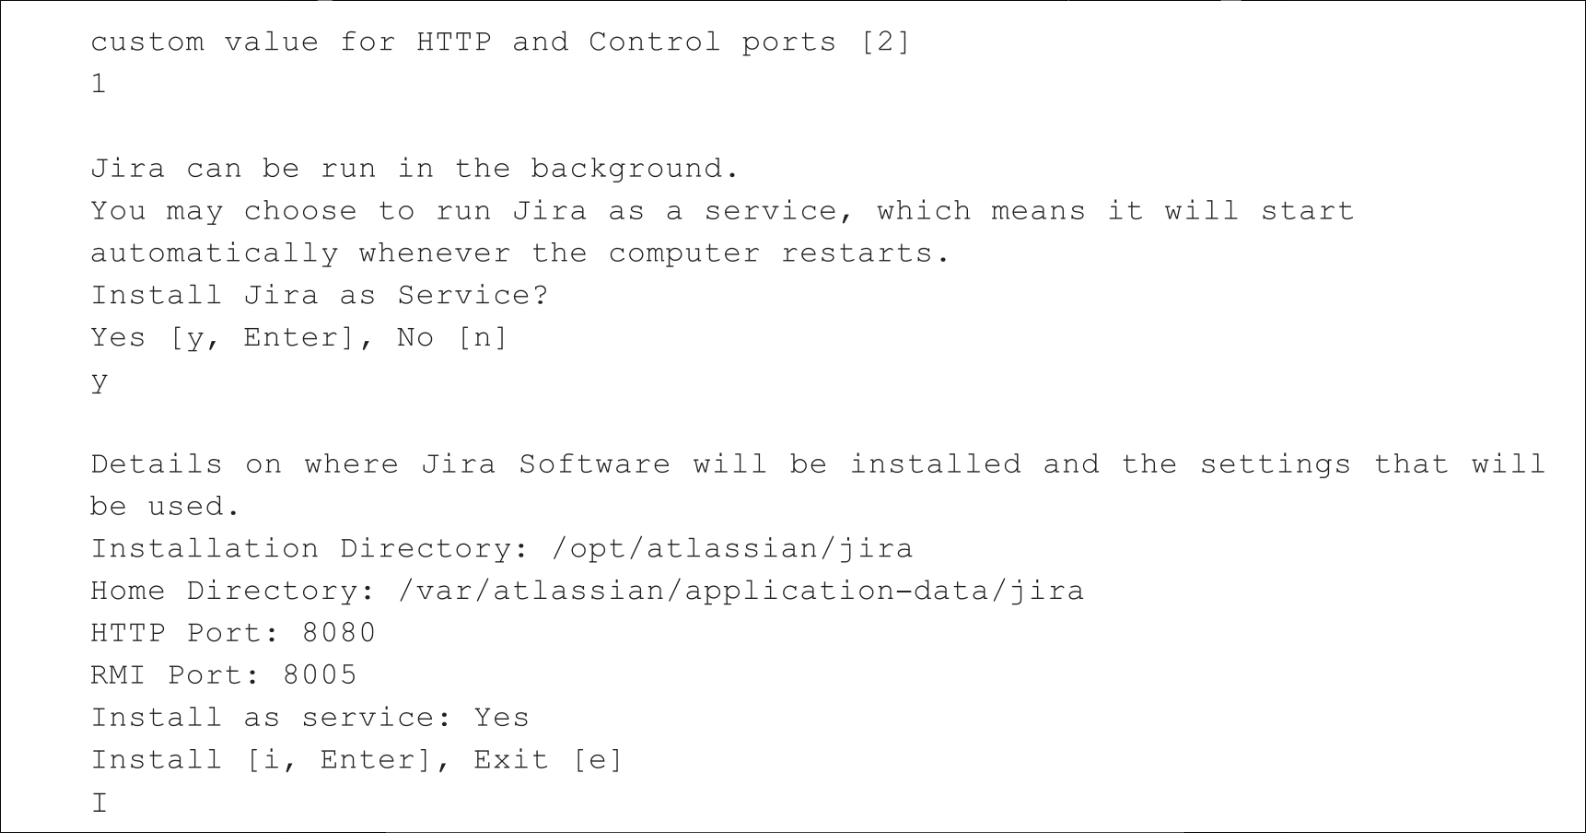 custom value for HTTP and Control ports [2]
1
Jira can be run in the background.
You may choose to run Jira as a service, which means it will start
automatically whenever the computer restarts.
Install Jira as Service?
Yes [y, Enter], No [n]
y
Details on where Jira Software will be installed and the settings that will
be used.
Installation Directory: /opt/atlassian/jira
Home Directory: /var/atlassian/application-data/jira
HTTP Port: 8080
RMI Port: 8005
Install as service: Yes
Install [i, Enter], Exit [e]
I